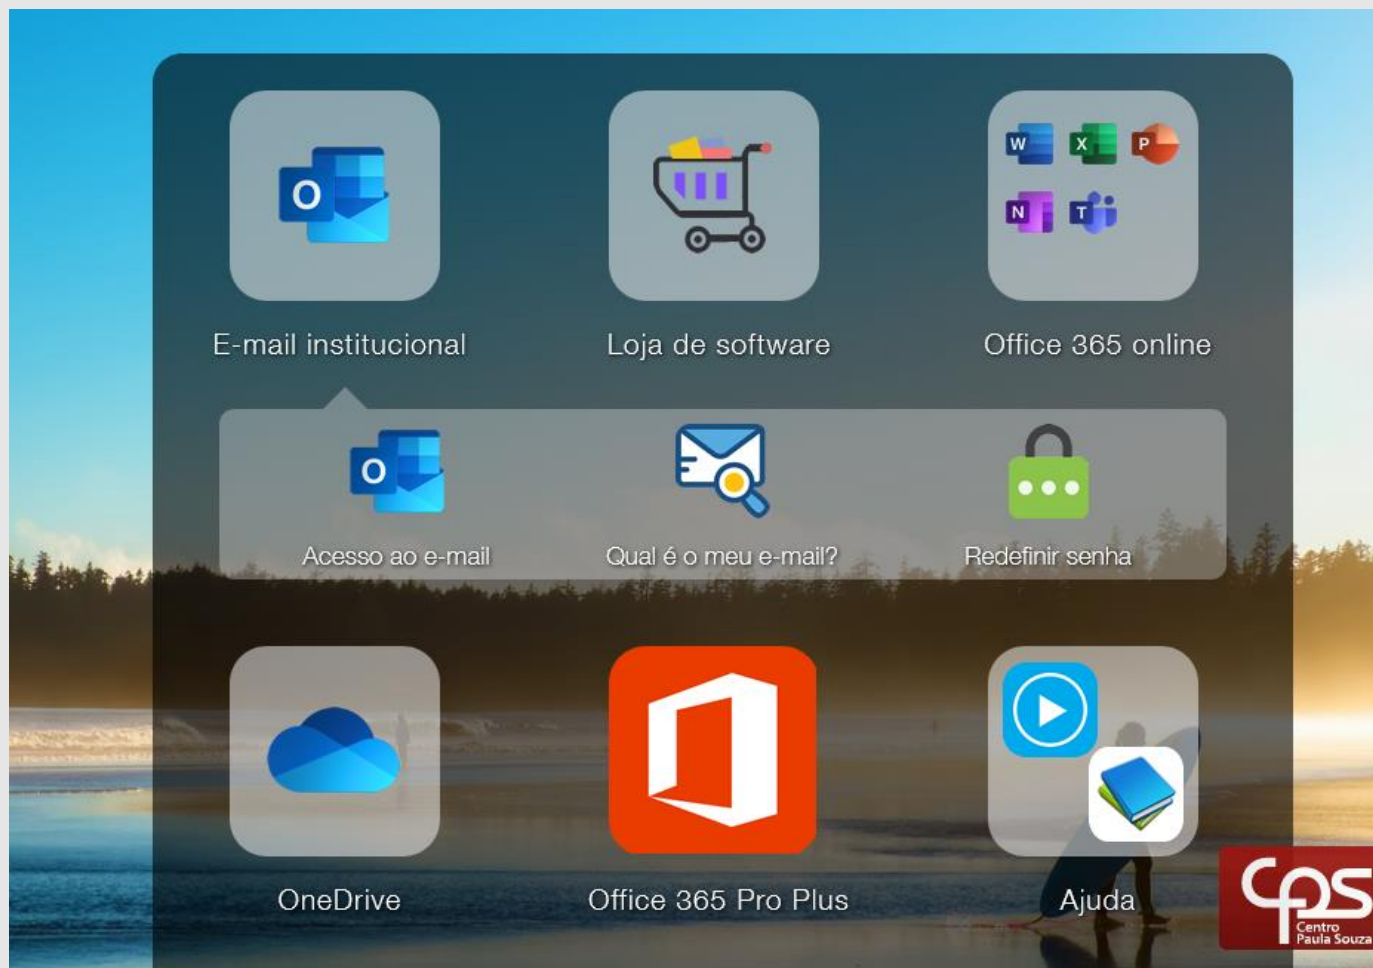 O
W
X
P
N
T
E-mail institucional
Loja de software
Office 365 online
O
Acesso ao e-mail
Qual é o meu e-mail?
Redefinir senha
OneDrive
Office 365 Pro Plus
Ajuda
CPS
Centro
Paula Souza